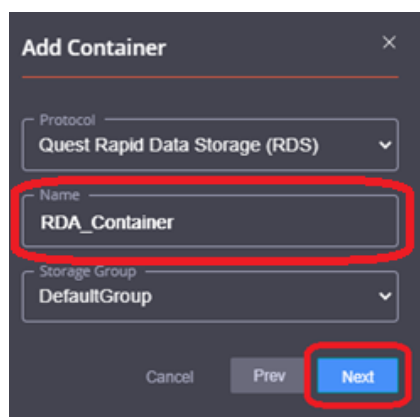 Add Container
Protocol
Quest Rapid Data Storage (RDS)
Name
RDA_Container
Storage Group
DefaultGroup
Cancel Prev Next